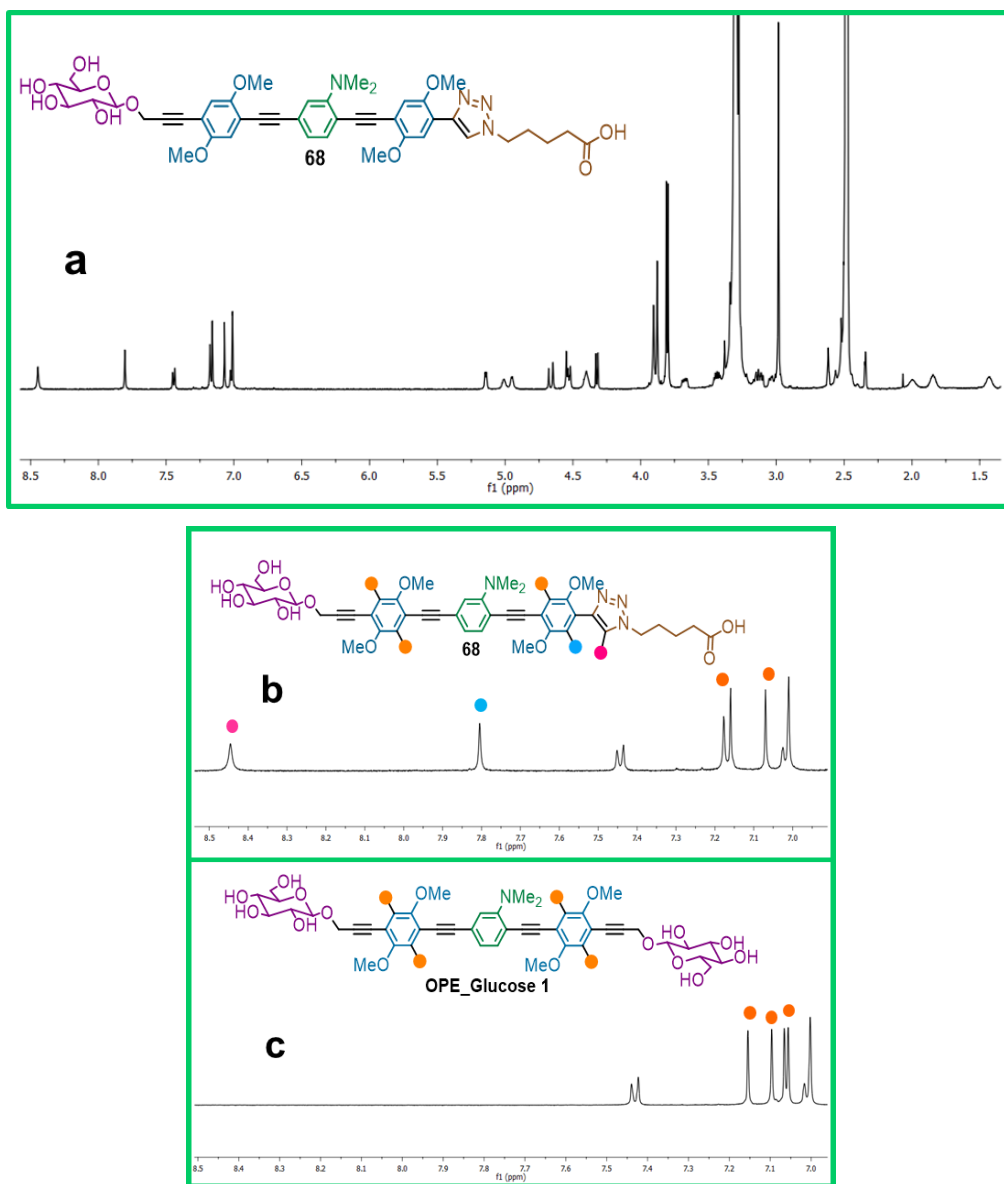 OH
HO
HO
OH
O
O
OMe
MeO
NMe2
OMe
MeO
N
N
N
OH
O
68
a
8.5 8.0 7.5 7.0 6.5 6.0 5.5 5.0 4.5 4.0 3.5 3.0 2.5 2.0 1.5
f1 (ppm)
OH
HO
HO
OH
O
O
OMe
MeO
NMe2
OMe
MeO
N
N
N
OH
O
68
b
8.5 8.4 8.3 8.2 8.1 8.0 7.9 7.8 7.7 7.6 7.5 7.4 7.3 7.2 7.1 7.0
f1 (ppm)
OH
HO
HO
OH
O
O
OMe
MeO
NMe2
OMe
MeO
O
O
HO
OH
OH
HO
OPE_Glucose 1
c
8.5 8.4 8.3 8.2 8.1 8.0 7.9 7.8 7.7 7.6 7.5 7.4 7.3 7.2 7.1 7.0
f1 (ppm)